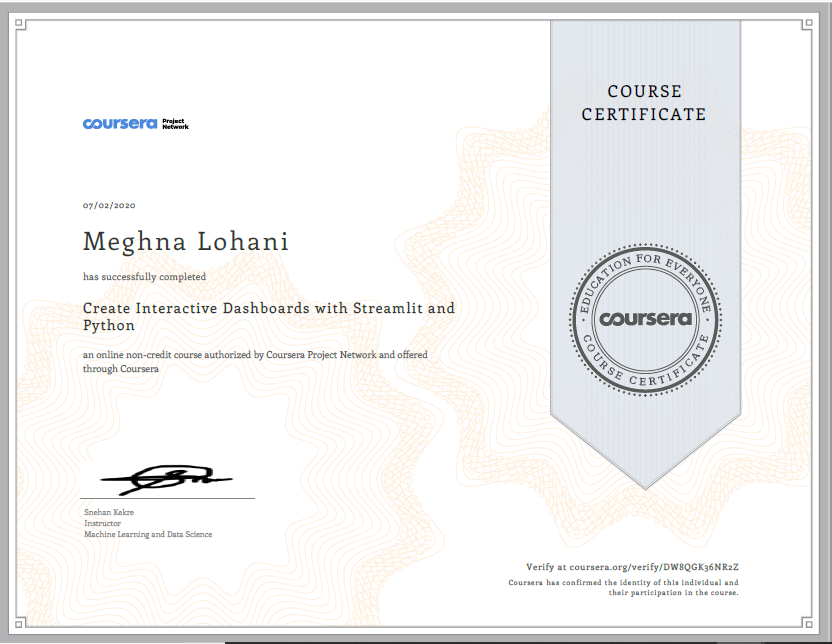 COURSE
CERTIFICATE
coursera Project
Network
07/02/2020
Meghna Lohani
has successfully completed
Create Interactive Dashboards with Streamlit and
Python
an online non-credit course authorized by Coursera Project Network and offered
through Coursera
EDUCATION FOR EVERYONE
coursera
COURSE CERTIFICATE
Snehan Kekre
Instructor
Machine Learning and Data Science
Verify at coursera.org/verify/DW8QGK36NR2Z
Coursera has confirmed the identity of this individual and
their participation in the course.